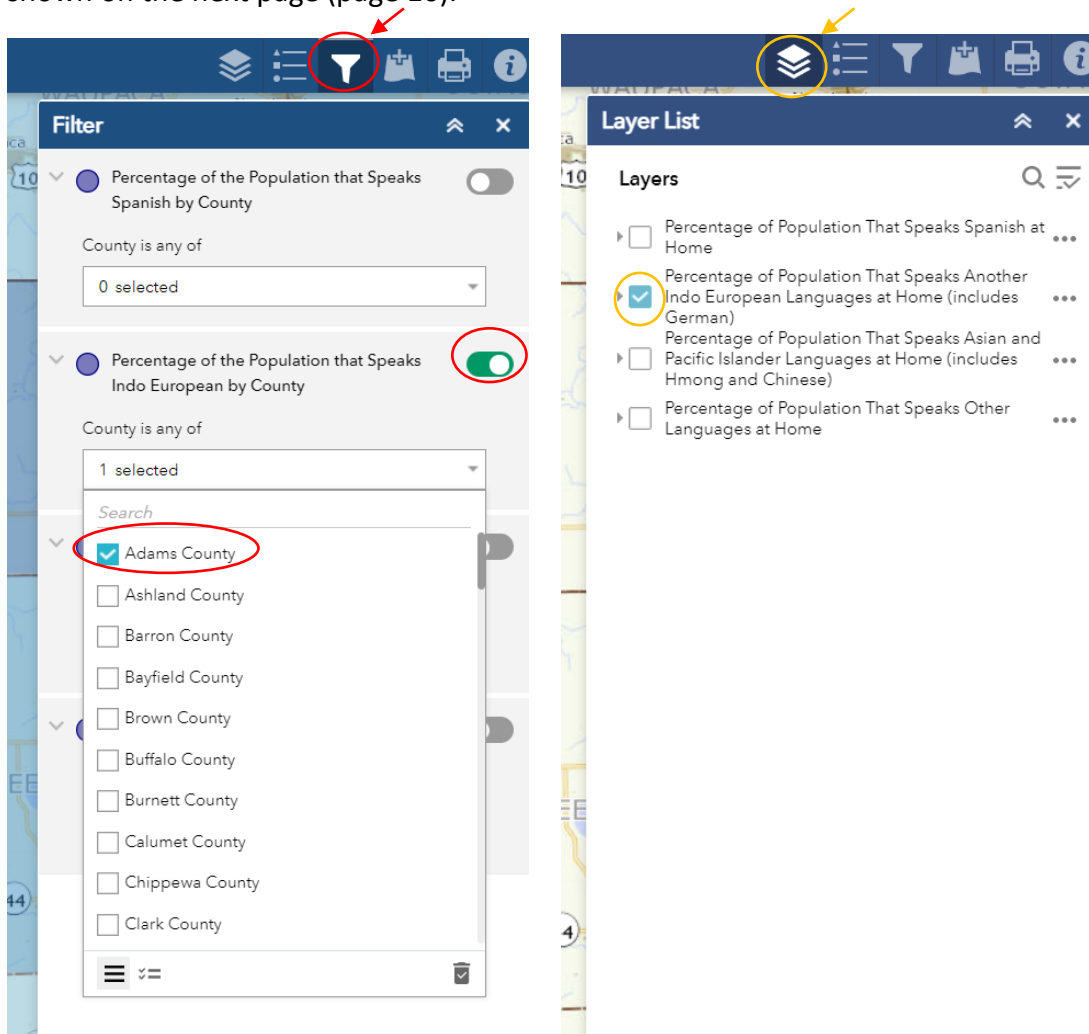 shown on the next page (page 20).
Filter
Percentage of the Population that Speaks
Spanish by County
County is any of
0 selected
Percentage of the Population that Speaks
Indo European by County
County is any of
1 selected
Search
Adams County
Ashland County
Barron County
Bayfield County
Brown County
Buffalo County
Burnett County
Calumet County
Chippewa County
Clark County
10
44
Layer List
Layers
Percentage of Population That Speaks Spanish at
Home
Percentage of Population That Speaks Another
Indo European Languages at Home (includes
German)
Percentage of Population That Speaks Asian and
Pacific Islander Languages at Home (includes
Hmong and Chinese)
Percentage of Population That Speaks Other
Languages at Home
10
4